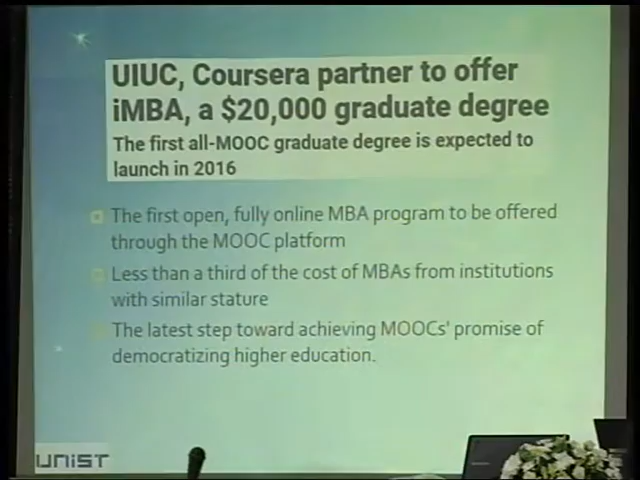 UIUC, Coursera partner to offer
iMBA, a $20,000 graduate degree
The first all-MOOC graduate degree is expected to
launch in 2016
The first open, fully online MBA program to be offered
through the MOOC platform
Less than a third of the cost of MBAs from institutions
with similar stature
The latest step toward achieving MOOCs' promise of
democratizing higher education.
UNIST